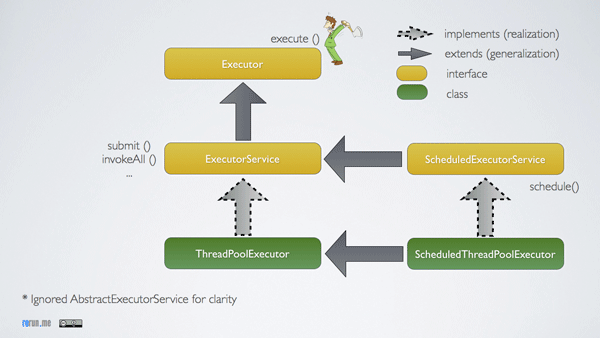 execute ()
implements (realization)
extends (generalization)
Executor
interface
class
submit ()
invokeAll ()
...
ExecutorService
ScheduledExecutorService
schedule()
ThreadPoolExecutor
ScheduledThreadPoolExecutor
* Ignored AbstractExecutorService for clarity
rerun.me